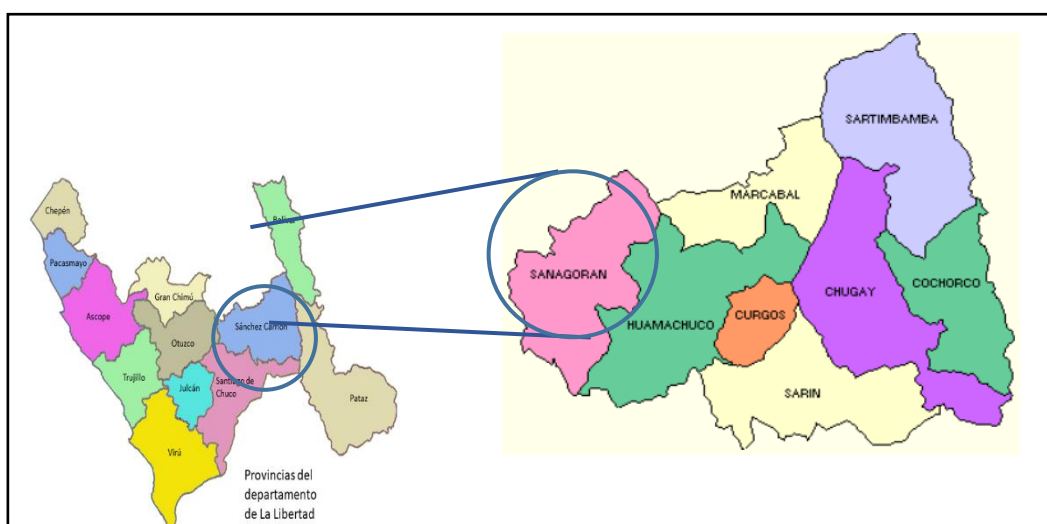 Chepén
Pacasmayo
Ascope
Gran Chimú
Otuzco
Trujillo
Julcán
Virú
Sánchez Carrión
Santiago de
Chuco
Pataz
Provincias del
departamento
de La Libertad
SARTIMBAMBA
MARCABAL
SANAGORAN
HUAMACHUCO
CURGOS
CHUGAY
COCHORCO
SARIN